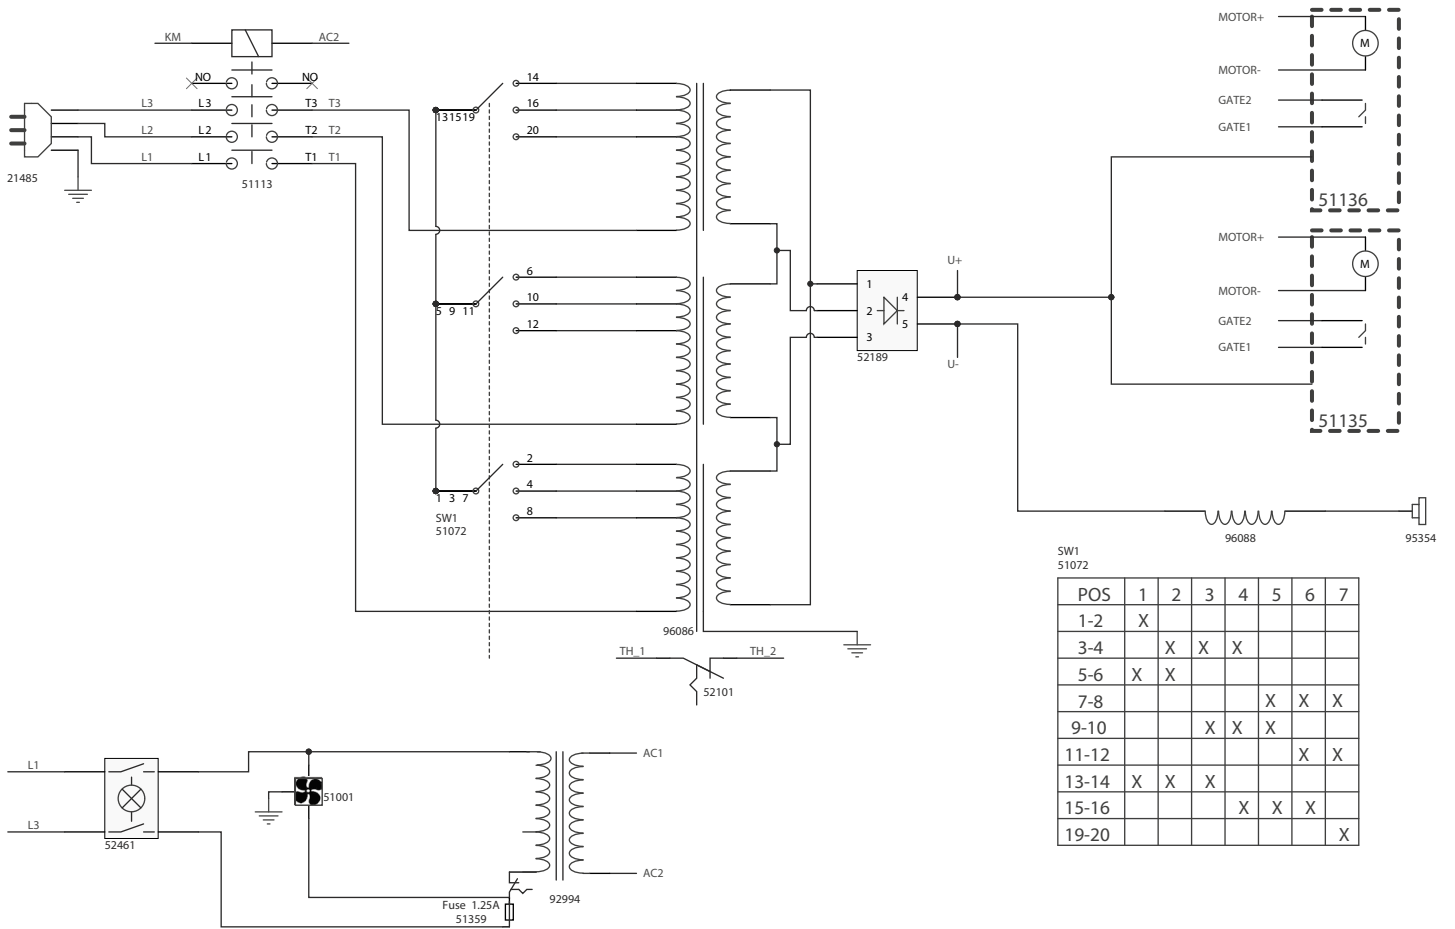 KM
AC2
NO
NO
L3
L3
T3
T3
L2
L2
T2
T2
L1
L1
T1
T1
21485
51113
14
131519
16
20
6
5 9 11
10
12
2
1 3 7
4
8
SW1
51072
96086
TH_1
TH_2
52101
1
2
3
4
5
52189
U+
U-
MOTOR+
M
MOTOR-
GATE2
GATE1
51136
MOTOR+
M
MOTOR-
GATE2
GATE1
51135
96088
95354
SW1
51072
POS 1 2 3 4 5 6 7
1-2 X
3-4 X X X
5-6 X X
7-8 X X X
9-10 X X X
11-12 X X
13-14 X X X
15-16 X X X
19-20 X
L1
L3
52461
51001
Fuse 1.25A
51359
92994
AC1
AC2